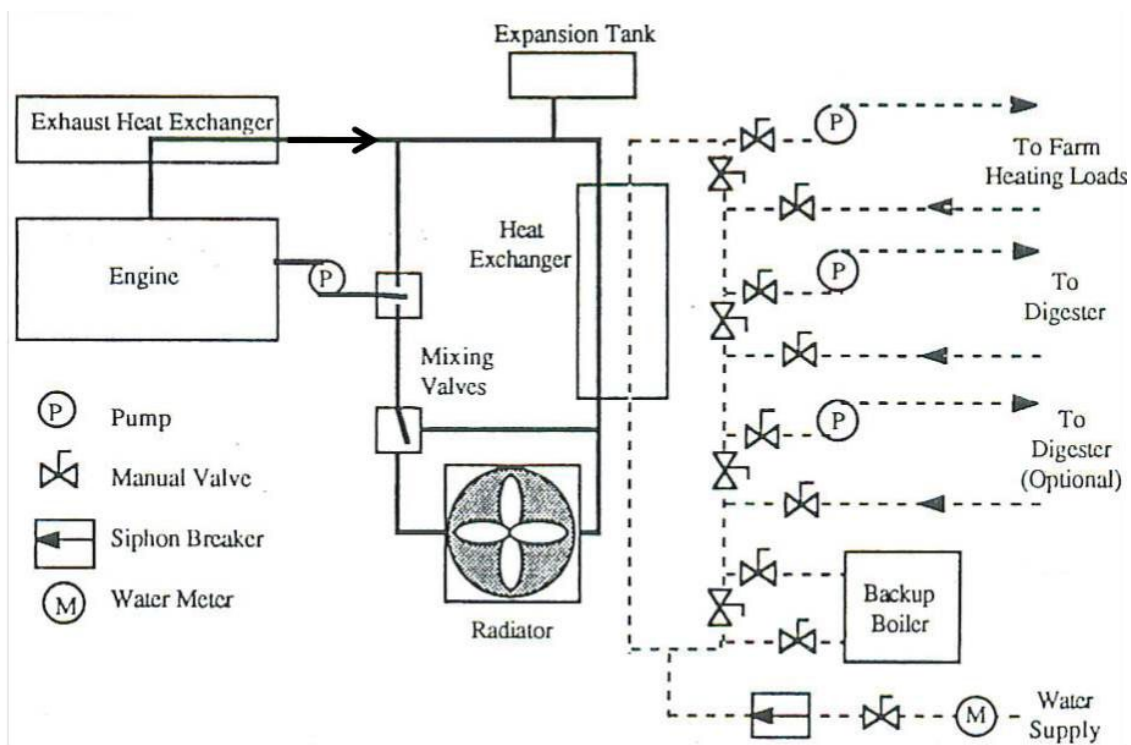 Expansion Tank
Exhaust Heat Exchanger
P
To Farm
Heating Loads
Engine
P
Heat
Exchanger
P
To
Digester
Mixing
Valves
P
Pump
Manual Valve
P
To
Digester
(Optional)
Siphon Breaker
M
Water Meter
Radiator
Backup
Boiler
M
Water
Supply